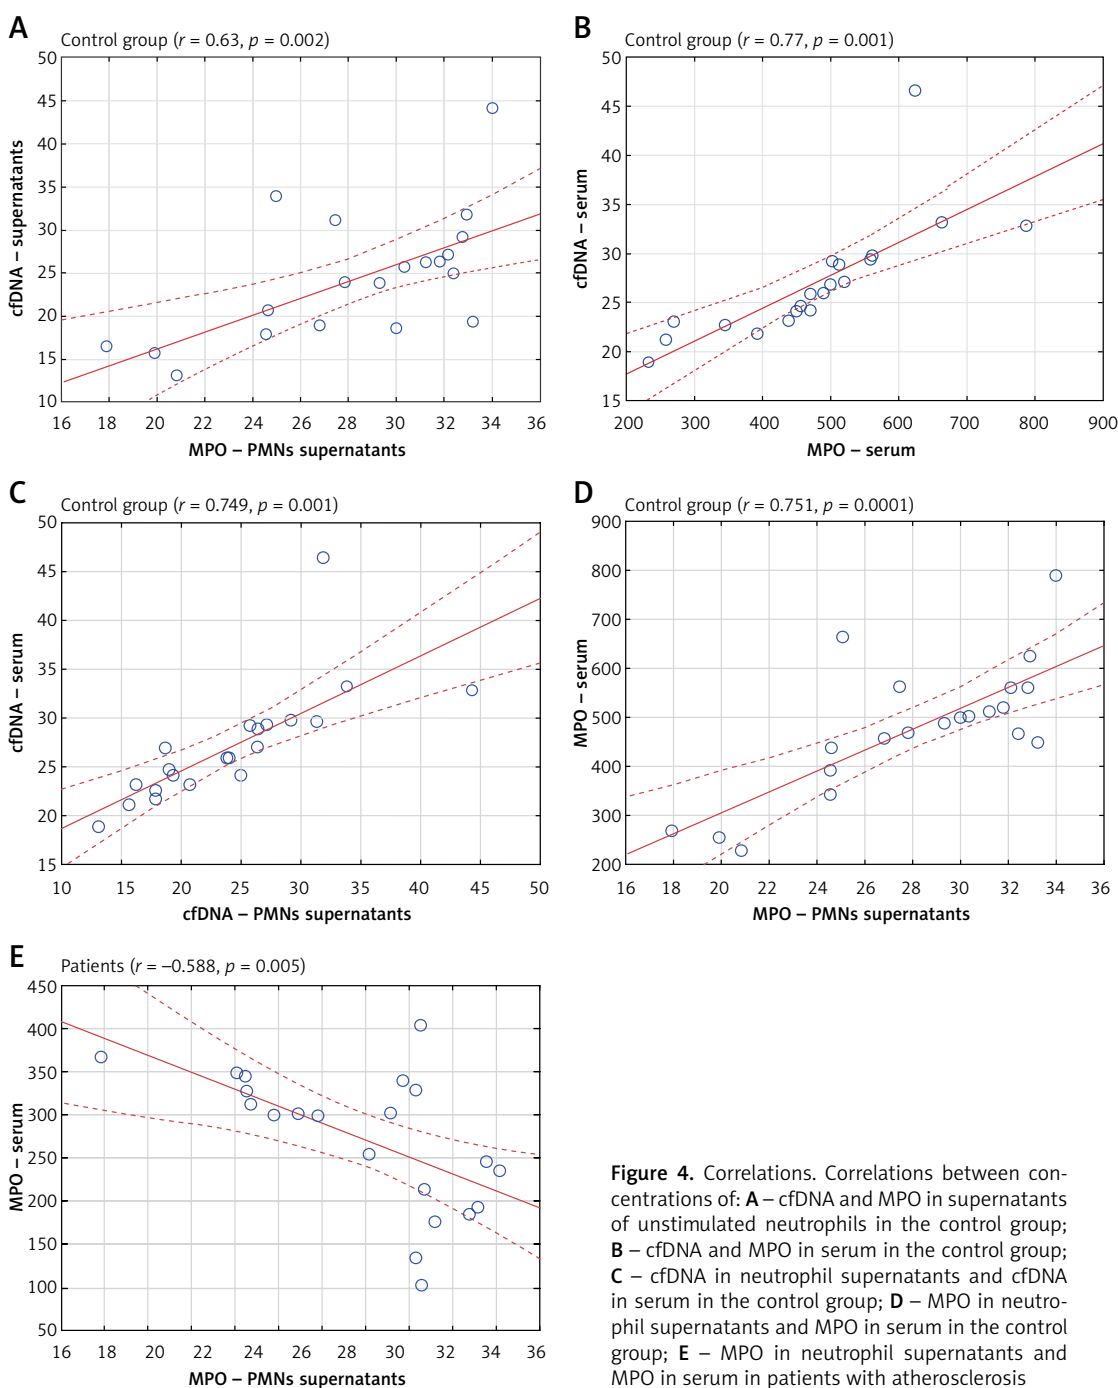 A
Control group (r = 0.63, p = 0.002)
50
45
40
35
30
25
20
15
10
cfDNA – supernatants
16 20 20 22 24 26 28 30 32 34 36
MPO – PMNs supernatants
B
Control group (r = 0.77, p = 0.001)
50
45
40
35
30
25
20
15
cfDNA – serum
200 300 400 500 600 700 800 900
MPO – serum
C
Control group (r = 0.749, p = 0.001)
50
45
40
35
30
25
20
15
cfDNA – serum
10 15 20 25 30 35 40 45 50
cfDNA – PMNs supernatants
D
Control group (r = 0.751, p = 0.0001)
900
800
700
600
500
400
300
200
MPO – serum
16 18 20 22 24 26 28 30 32 34 36
MPO – PMNs supernatants
E
Patients (r = –0.588, p = 0.005)
450
400
350
300
250
200
150
100
50
MPO – serum
16 18 20 22 24 26 28 30 32 34 36
MPO – PMNs supernatants
Figure 4. Correlations. Correlations between con-
centrations of: A – cfDNA and MPO in supernatants
of unstimulated neutrophils in the control group;
B – cfDNA and MPO in serum in the control group;
C – cfDNA in neutrophil supernatants and cfDNA
in serum in the control group; D – MPO in neutro-
phil supernatants and MPO in serum in the control
group; E – MPO in neutrophil supernatants and
MPO in serum in patients with atherosclerosis